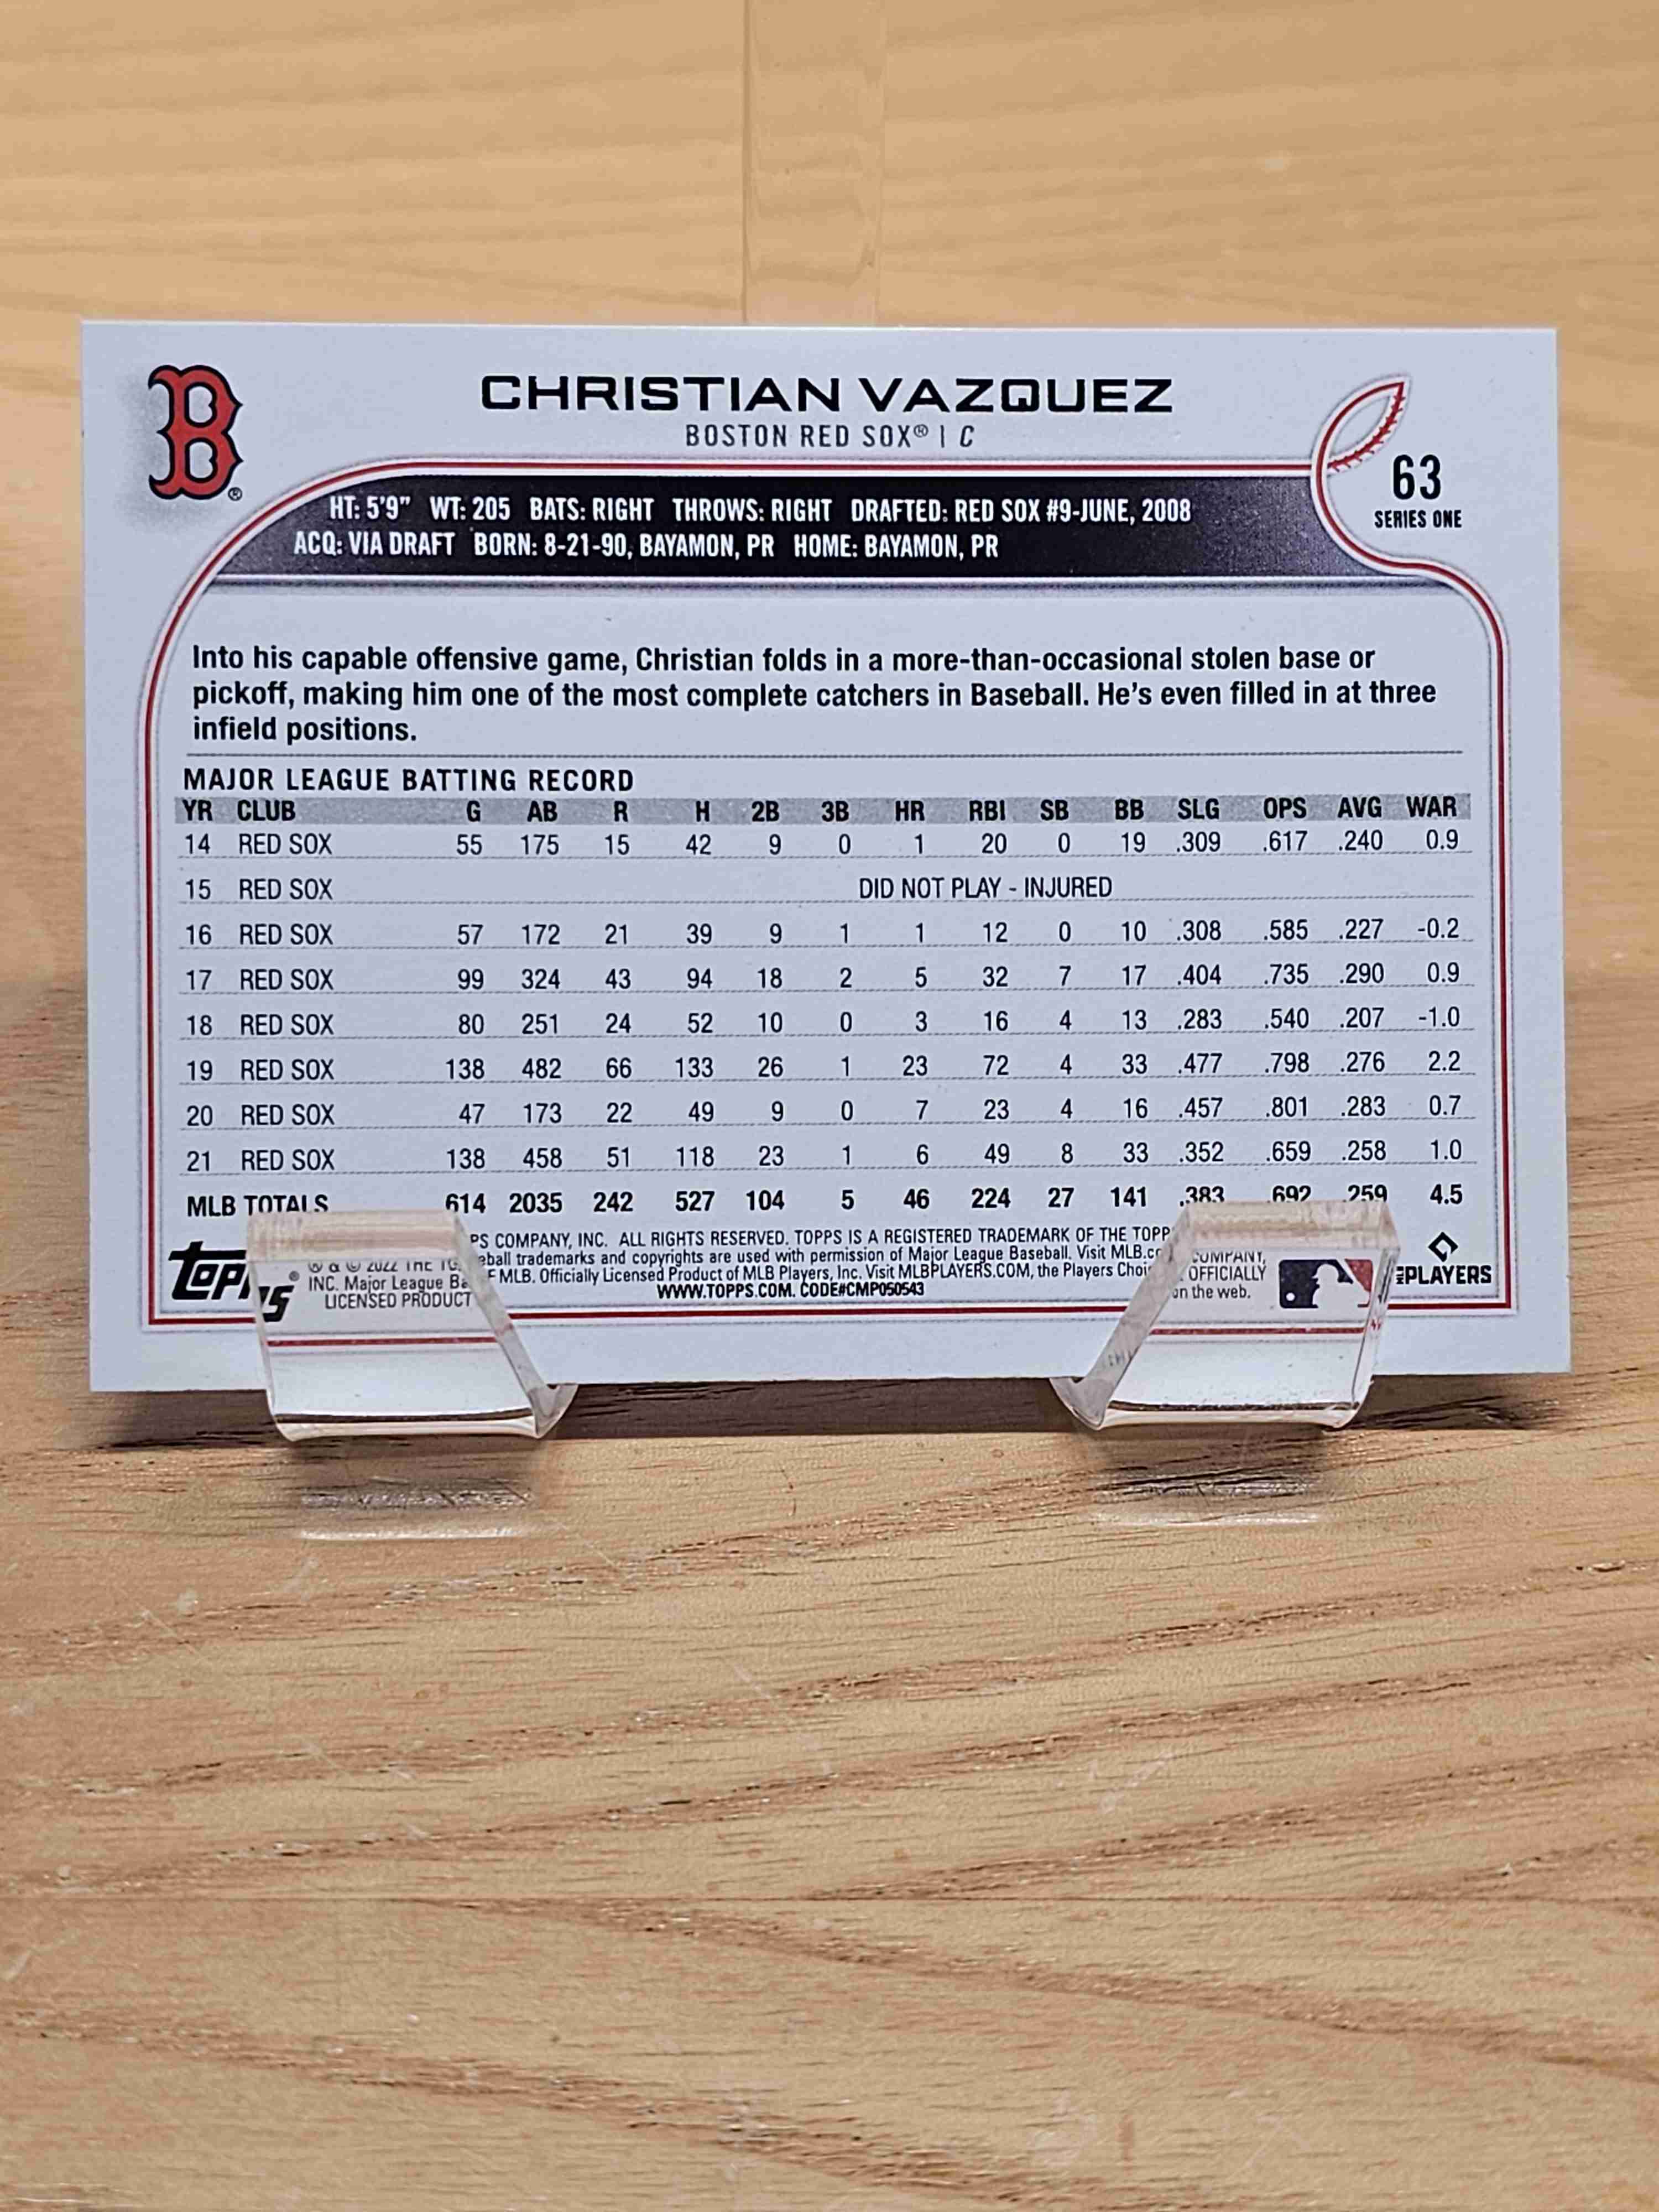 B®
CHRISTIAN VAZQUEZ
BOSTON RED SOX® | C
63
SERIES ONE
HT: 5'9" WT: 205 BATS: RIGHT THROWS: RIGHT DRAFTED: RED SOX #9-JUNE, 2008
ACQ: VIA DRAFT BORN: 8-21-90, BAYAMON, PR HOME: BAYAMON, PR
Into his capable offensive game, Christian folds in a more-than-occasional stolen base or
pickoff, making him one of the most complete catchers in Baseball. He's even filled in at three
infield positions.
MAJOR LEAGUE BATTING RECORD
YR CLUB G AB R H 2B 3B HR RBI SB BB SLG OPS AVG WAR
14 RED SOX 55 175 15 42 9 0 1 20 0 19 .309 .617 .240 0.9
15 RED SOX DID NOT PLAY - INJURED
16 RED SOX 57 172 21 39 9 1 1 12 0 10 .308 .585 .227 -0.2
17 RED SOX 99 324 43 94 18 2 5 32 7 17 .404 .735 .290 0.9
18 RED SOX 80 251 24 52 10 0 3 16 4 13 .283 .540 .207 -1.0
19 RED SOX 138 482 66 133 26 1 23 72 4 33 .477 .798 .276 2.2
20 RED SOX 47 173 22 49 9 0 7 23 4 16 .457 .801 .283 0.7
21 RED SOX 138 458 51 118 23 1 6 49 8 33 .352 .659 .258 1.0
MLB TOTALS 614 2035 242 527 104 5 46 224 27 141 .383 .692 .259 4.5
Topps ® & © 2022 THE COMPANY, INC. ALL RIGHTS RESERVED. TOPPS IS A REGISTERED TRADEMARK OF THE COMPANY,
INC. Major League trademarks and copyrights are used with permission of Major League Baseball. Visit OFFICIALLY
LICENSED PRODUCT MLB. Officially Licensed Product of MLB Players, Inc. Visit MLBPLAYERS.COM, the Players on the web.
WWW.TOPPS.COM. CODE#CMP050543
PLAYERS